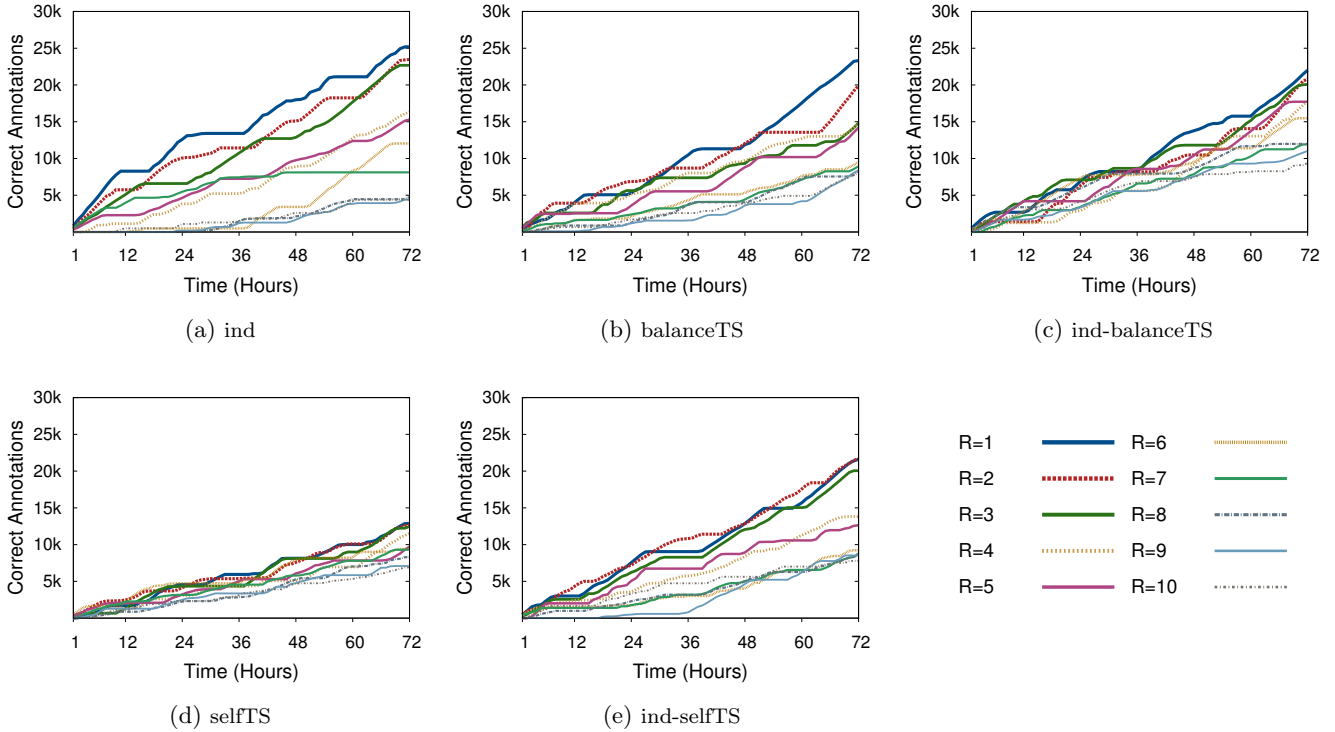 30k
25k
20k
15k
10k
5k
Correct Annotations
1 12 24 36 48 60 72
Time (Hours)
(a) ind
30k
25k
20k
15k
10k
5k
Correct Annotations
1 12 24 36 48 60 72
Time (Hours)
(b) balanceTS
30k
25k
20k
15k
10k
5k
Correct Annotations
1 12 24 36 48 60 72
Time (Hours)
(c) ind-balanceTS
30k
25k
20k
15k
10k
5k
Correct Annotations
1 12 24 36 48 60 72
Time (Hours)
(d) selfTS
30k
25k
20k
15k
10k
5k
Correct Annotations
1 12 24 36 48 60 72
Time (Hours)
(e) ind-selfTS
R=1 R=6
R=2 R=7
R=3 R=8
R=4 R=9
R=5 R=10